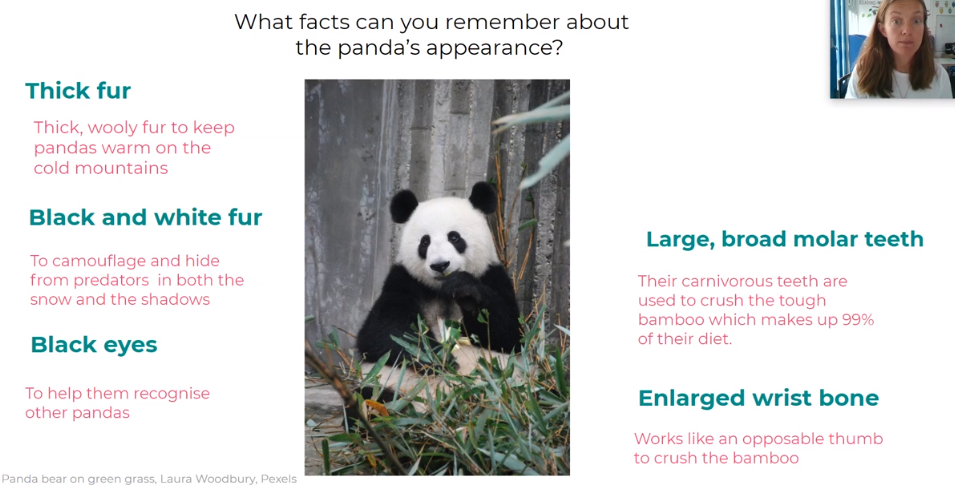 What facts can you remember about
the panda's appearance?
Thick fur
Thick, wooly fur to keep
pandas warm on the
cold mountains
Black and white fur
To camouflage and hide
from predators  in both the
snow and the shadows
Black eyes
To help them recognise
other pandas
Large, broad molar teeth
Their carnivorous teeth are
used to crush the tough
bamboo which makes up 99%
of their diet.
Enlarged wrist bone
Works like an opposable thumb
to crush the bamboo
Panda bear on green grass, Laura Woodbury, Pexels